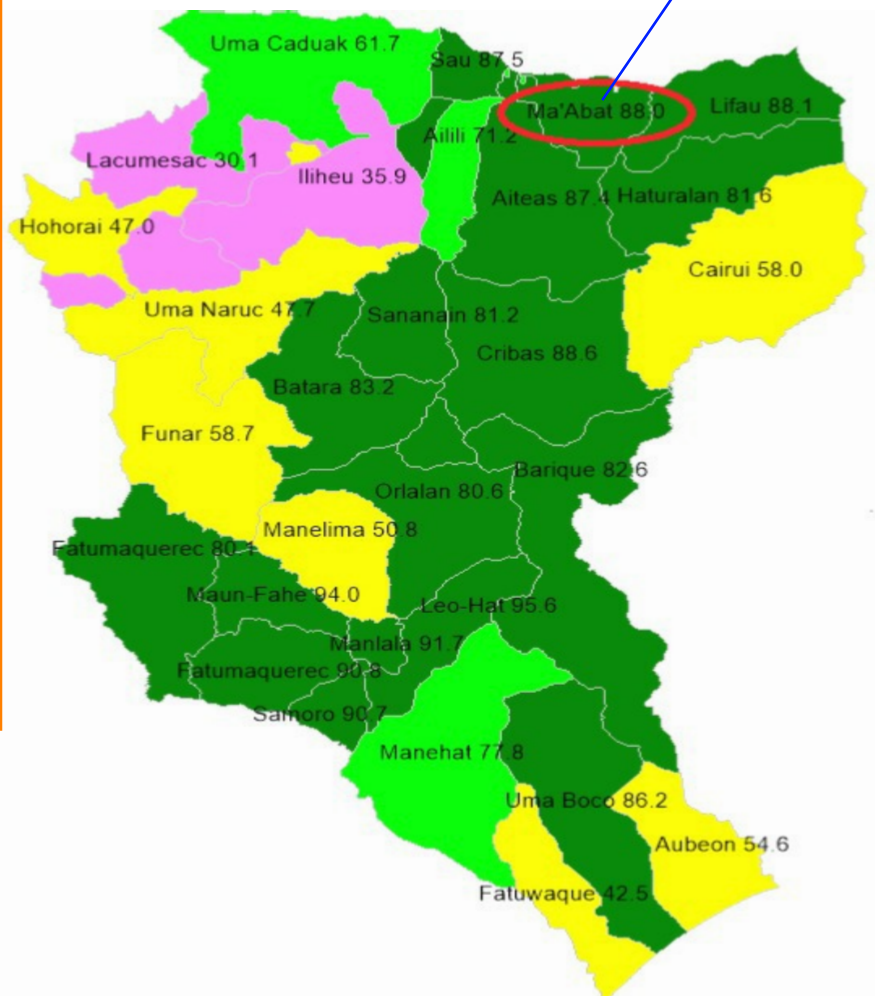 Uma Caduak 61.7
Sau 87.5
Ma'Abat 88.0
Lifau 88.1
Ailili 71.2
Lacumesac 30.1
Iliheu 35.9
Aiteas 87.4
Haturalan 81.6
Hohorai 47.0
Cairui 58.0
Uma Naruc 47.7
Sananain 81.2
Cribas 88.6
Batara 83.2
Funar 58.7
Barique 82.6
Orlalan 80.6
Manelima 50.8
Fatumaquerec 80.1
Maun-Fahe 94.0
Leo-Hat 95.6
Manlala 91.7
Fatumaquerec 90.8
Samoro 90.7
Manehat 77.8
Uma Boco 86.2
Aubeon 54.6
Fatuwaque 42.5